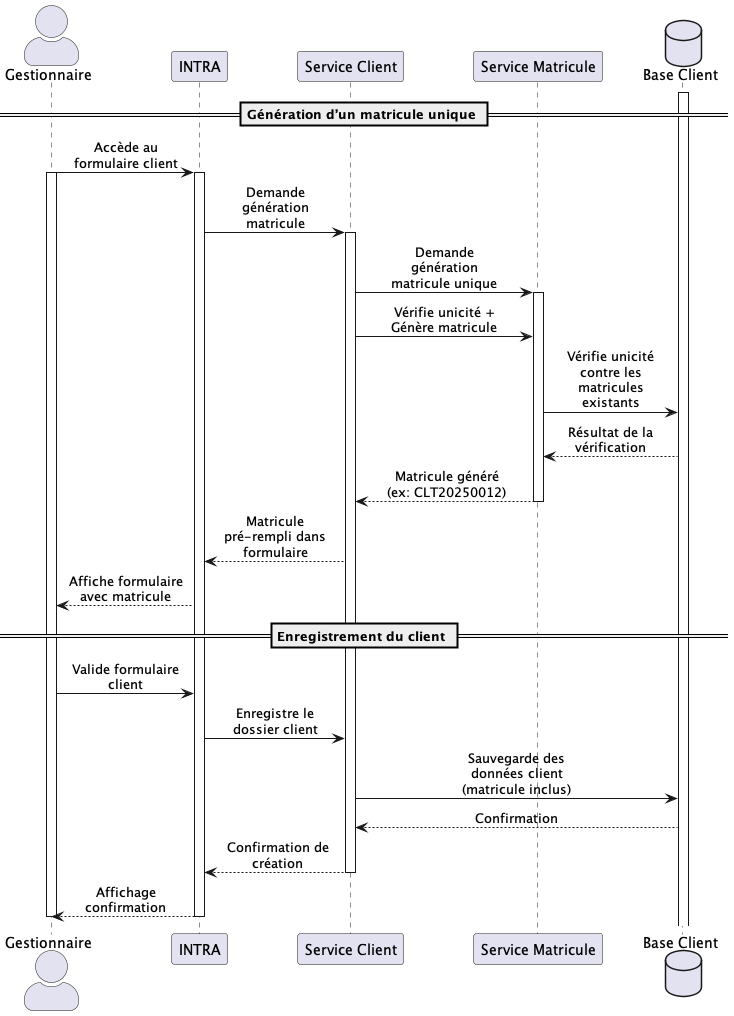 Gestionnaire
INTRA
Service Client
Service Matricule
Base Client
Génération d'un matricule unique
Accède au
formulaire client
Demande
génération
matricule
Demande
génération
matricule unique
Vérifie unicité +
Génère matricule
Vérifie unicité
contre les
matricules
existants
Résultat de la
vérification
Matricule généré
(ex: CLT20250012)
Matricule
pré-rempli dans
formulaire
Affiche formulaire
avec matricule
Enregistrement du client
Valide formulaire
client
Enregistre le
dossier client
Sauvegarde des
données client
(matricule inclus)
Confirmation
Confirmation de
création
Affichage
confirmation
Gestionnaire
INTRA
Service Client
Service Matricule
Base Client